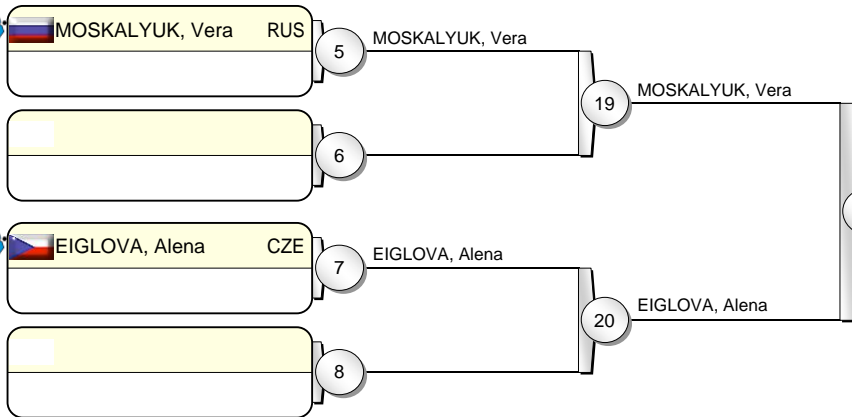 MOSKALYUK, Vera RUS
5
MOSKALYUK, Vera
19
MOSKALYUK, Vera
6
EIGLOVA, Alena CZE
7
EIGLOVA, Alena
20
EIGLOVA, Alena
8